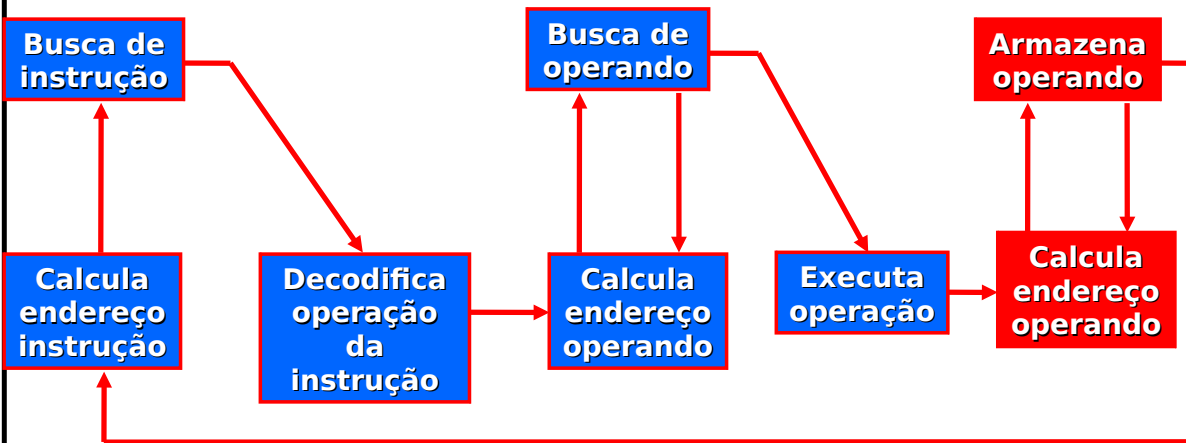 Busca de
instrução
Busca de
operando
Armazena
operando
Calcula
endereço
instrução
Decodifica
operação
da
instrução
Calcula
endereço
operando
Executa
operação
Calcula
endereço
operando